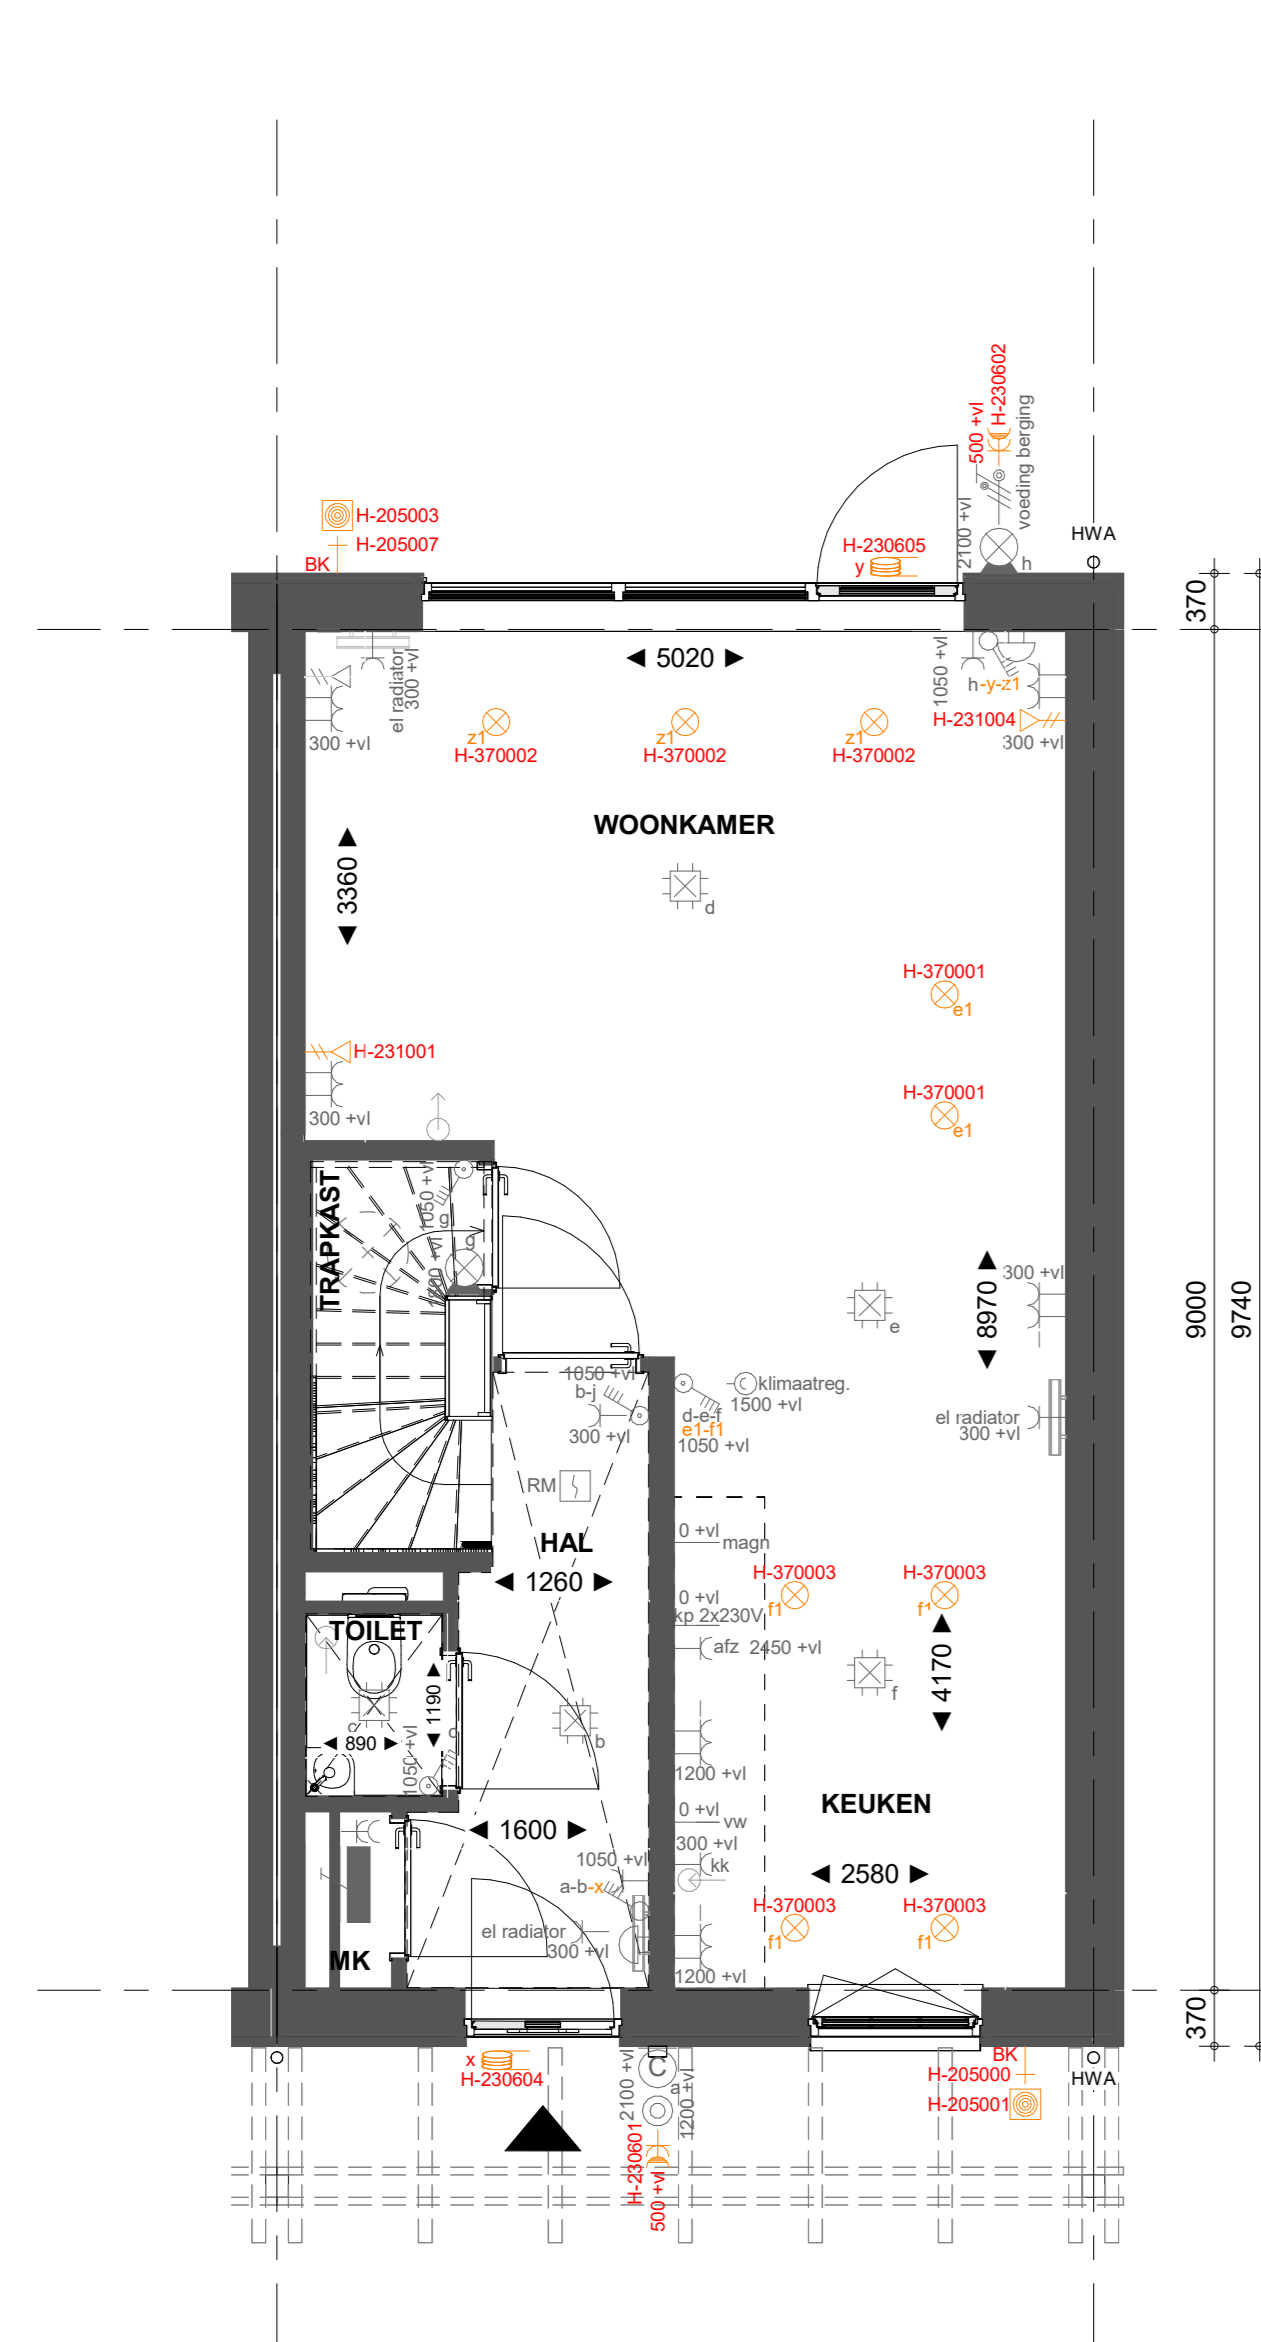 H-230602
500 +vl
voeding berging
2100 +vl
h
HWA
H-205003
H-205007
BK
H-230605
y
370
5020
el radiator
300 +vl
300 +vl
1050 +vl
h-y-z1
H-231004
300 +vl
z1
H-370002
z1
H-370002
z1
H-370002
WOONKAMER
3360
d
H-370001
e1
H-231001
300 +vl
H-370001
e1
TRAPKAST
1050 +vl
g
g
e
300 +vl
8970
9000
9740
1050 +vl
b-j
300 +vl
klimaatreg.
C
1500 +vl
d-e-f
e1-f1
1050 +vl
el radiator
300 +vl
RM
HAL
1260
0 +vl
magn
H-370003
f1
H-370003
f1
0 +vl
kp 2x230V
afz 2450 +vl
TOILET
1190
c
890
c
1050 +vl
b
f
4170
1200 +vl
KEUKEN
0 +vl
vw
300 +vl
kk
2580
1600
1050 +vl
a-b-x
el radiator
300 +vl
H-370003
f1
H-370003
f1
1200 +vl
MK
370
x
H-230604
2100 +vl
C
a
1200 +vl
H-230601
500 +vl
BK
H-205000
H-205001
HWA